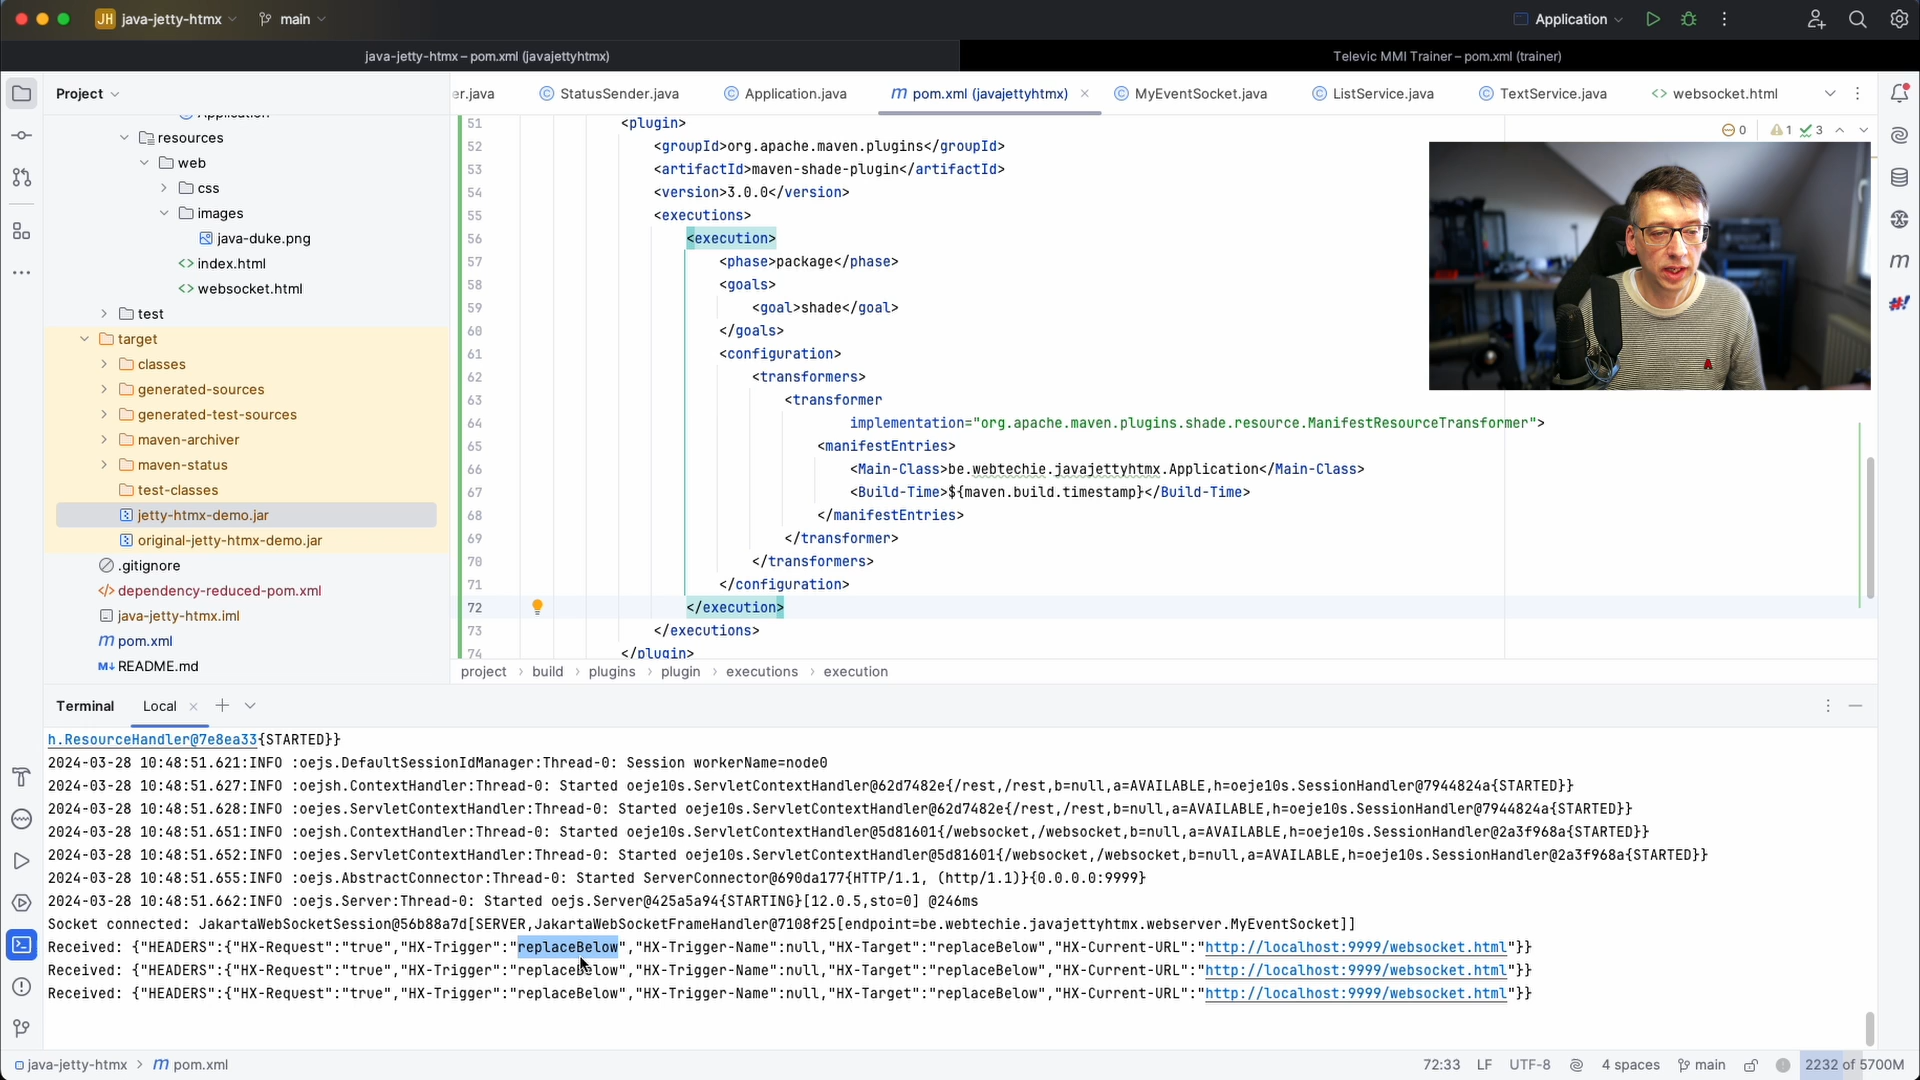 JH java-jetty-htmx main Application
java-jetty-htmx – pom.xml (javajettyhtmx) Televic MMI Trainer – pom.xml (trainer)
Project
er.java StatusSender.java Application.java pom.xml (javajettyhtmx) MyEventSocket.java ListService.java TextService.java websocket.html
Application
resources
web
css
images
java-duke.png
index.html
websocket.html
test
target
classes
generated-sources
generated-test-sources
maven-archiver
maven-status
test-classes
jetty-htmx-demo.jar
original-jetty-htmx-demo.jar
.gitignore
dependency-reduced-pom.xml
java-jetty-htmx.iml
pom.xml
README.md
0 1 3
51 <plugin>
52 <groupId>org.apache.maven.plugins</groupId>
53 <artifactId>maven-shade-plugin</artifactId>
54 <version>3.0.0</version>
55 <executions>
56 <execution>
57 <phase>package</phase>
58 <goals>
59 <goal>shade</goal>
60 </goals>
61 <configuration>
62 <transformers>
63 <transformer
64 implementation="org.apache.maven.plugins.shade.resource.ManifestResourceTransformer">
65 <manifestEntries>
66 <Main-Class>be.webtechie.javajettyhtmx.Application</Main-Class>
67 <Build-Time>${maven.build.timestamp}</Build-Time>
68 </manifestEntries>
69 </transformer>
70 </transformers>
71 </configuration>
72 </execution>
73 </executions>
74 </plugin>
project › build › plugins › plugin › executions › execution
Terminal Local
h.ResourceHandler@7e8ea33{STARTED}}
2024-03-28 10:48:51.621:INFO :oejs.DefaultSessionIdManager:Thread-0: Session workerName=node0
2024-03-28 10:48:51.627:INFO :oejsh.ContextHandler:Thread-0: Started oeje10s.ServletContextHandler@62d7482e{/rest,/rest,b=null,a=AVAILABLE,h=oeje10s.SessionHandler@7944824a{STARTED}}
2024-03-28 10:48:51.628:INFO :oejes.ServletContextHandler:Thread-0: Started oeje10s.ServletContextHandler@62d7482e{/rest,/rest,b=null,a=AVAILABLE,h=oeje10s.SessionHandler@7944824a{STARTED}}
2024-03-28 10:48:51.651:INFO :oejsh.ContextHandler:Thread-0: Started oeje10s.ServletContextHandler@5d81601{/websocket,/websocket,b=null,a=AVAILABLE,h=oeje10s.SessionHandler@2a3f968a{STARTED}}
2024-03-28 10:48:51.652:INFO :oejes.ServletContextHandler:Thread-0: Started oeje10s.ServletContextHandler@5d81601{/websocket,/websocket,b=null,a=AVAILABLE,h=oeje10s.SessionHandler@2a3f968a{STARTED}}
2024-03-28 10:48:51.655:INFO :oejs.AbstractConnector:Thread-0: Started ServerConnector@690da177{HTTP/1.1, (http/1.1)}{0.0.0.0:9999}
2024-03-28 10:48:51.662:INFO :oejs.Server:Thread-0: Started oejs.Server@425a5a94{STARTING}[12.0.5,sto=0] @246ms
Socket connected: JakartaWebSocketSession@56b88a7d[SERVER,JakartaWebSocketFrameHandler@7108f25[endpoint=be.webtechie.javajettyhtmx.webserver.MyEventSocket]]
Received: {"HEADERS":{"HX-Request":"true","HX-Trigger":"replaceBelow","HX-Trigger-Name":null,"HX-Target":"replaceBelow","HX-Current-URL":"http://localhost:9999/websocket.html"}}
Received: {"HEADERS":{"HX-Request":"true","HX-Trigger":"replaceBelow","HX-Trigger-Name":null,"HX-Target":"replaceBelow","HX-Current-URL":"http://localhost:9999/websocket.html"}}
Received: {"HEADERS":{"HX-Request":"true","HX-Trigger":"replaceBelow","HX-Trigger-Name":null,"HX-Target":"replaceBelow","HX-Current-URL":"http://localhost:9999/websocket.html"}}
java-jetty-htmx › pom.xml 72:33 LF UTF-8 4 spaces main 2232 of 5700M